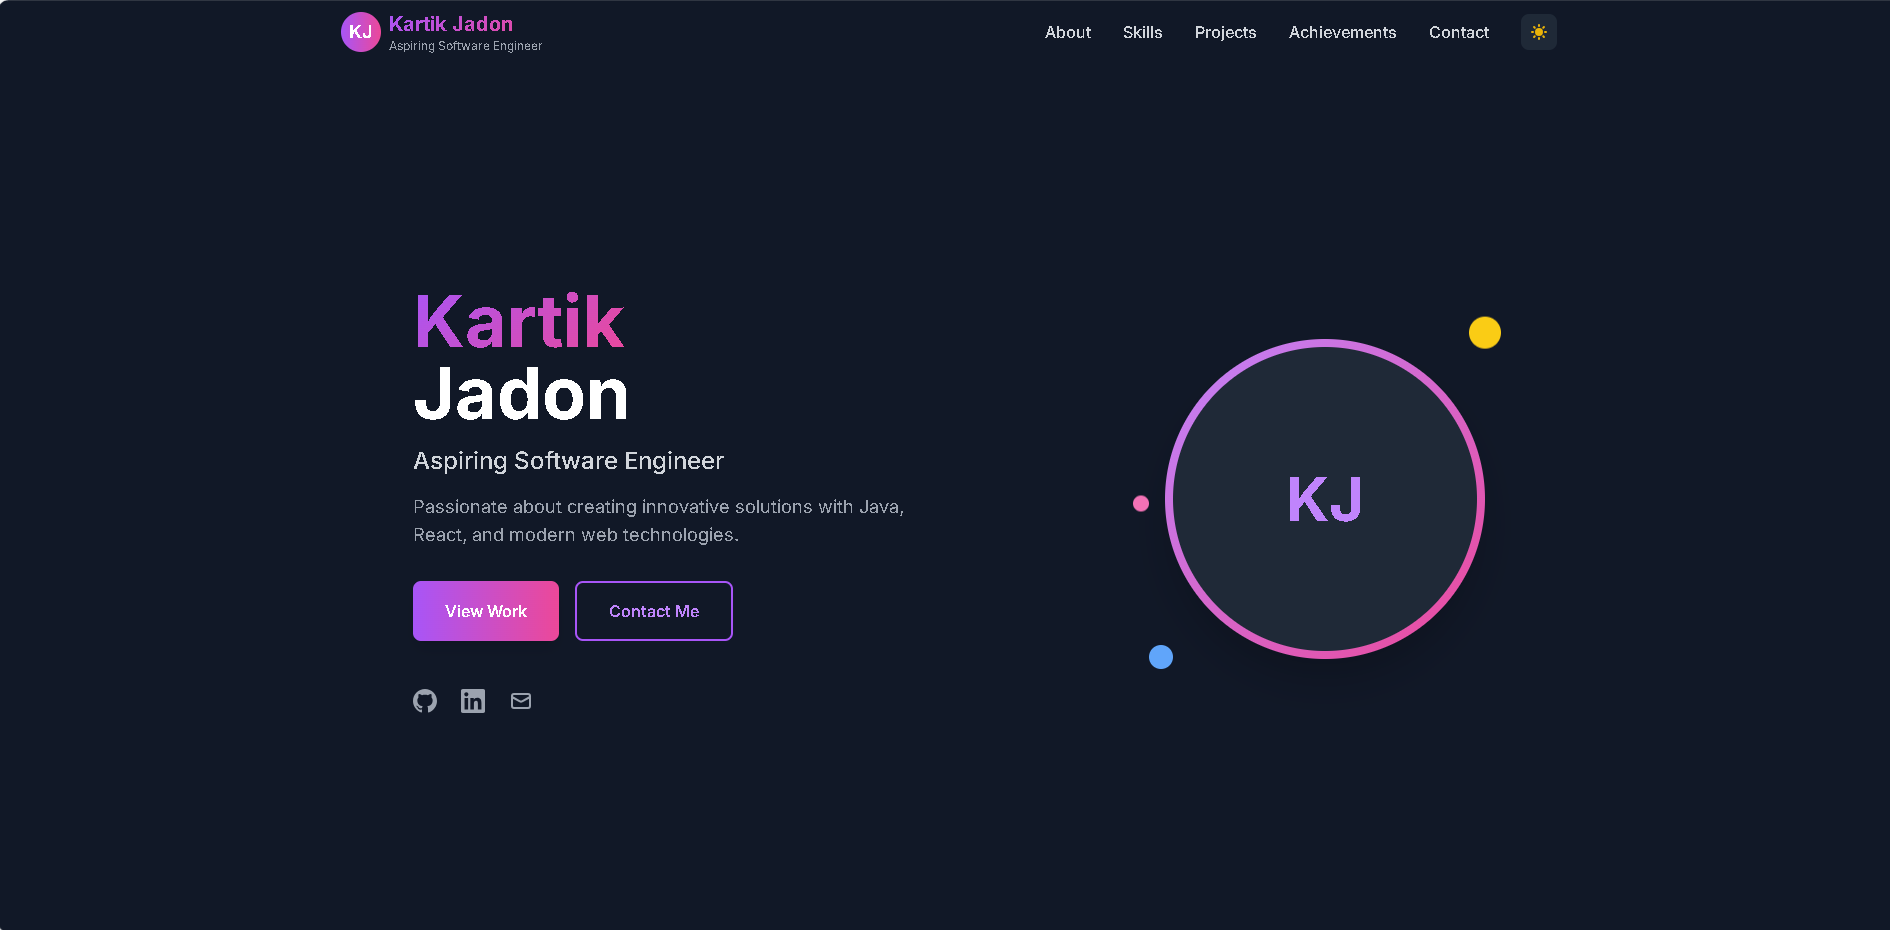 KJ
Kartik Jadon
Aspiring Software Engineer
About
Skills
Projects
Achievements
Contact
Kartik
Jadon
Aspiring Software Engineer
Passionate about creating innovative solutions with Java,
React, and modern web technologies.
View Work
Contact Me
in
KJ